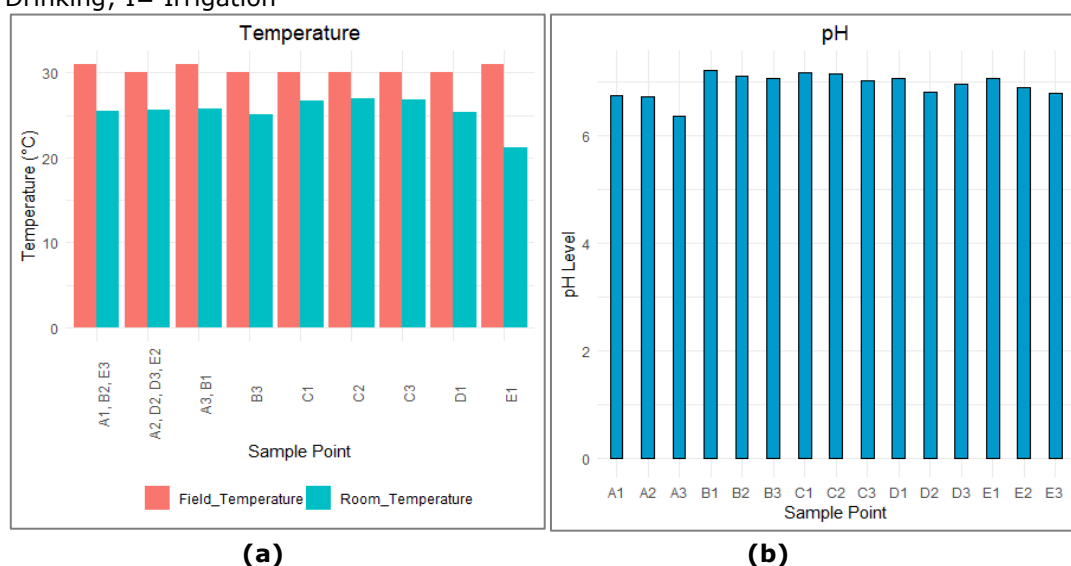 Drinking, I= Irrigation
Temperature
30
20
10
0
Temperature (°C)
A1, B2, E3
A2, D2, D3, E2
A3, B1
B3
C1
C2
C3
D1
E1
Sample Point
Field_Temperature
Room_Temperature
(a)
pH
6
4
2
0
pH Level
A1 A2 A3 B1 B2 B3 C1 C2 C3 D1 D2 D3 E1 E2 E3
Sample Point
(b)